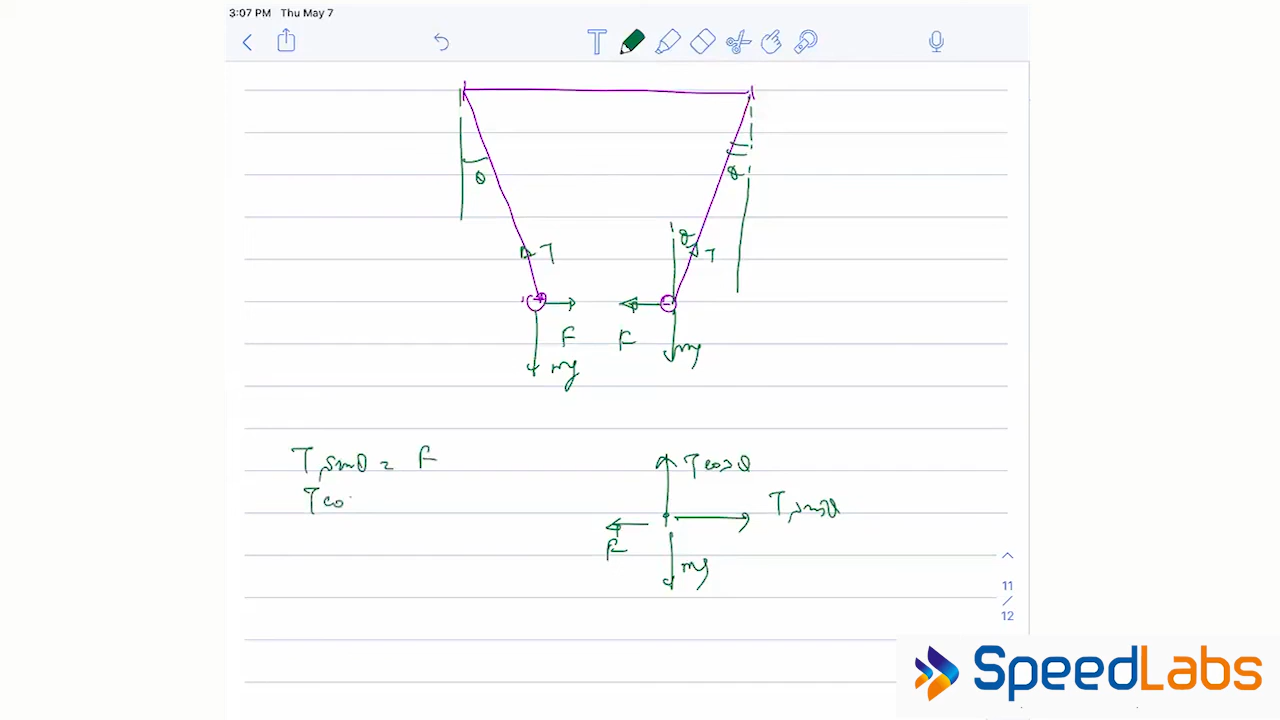 3:07 PM Thu May 7
T
θ
θ
θ
T
T
F
F
mg
mg
T sinθ = F
T co
T cosθ
T sinθ
F
mg
11
/
12
SpeedLabs